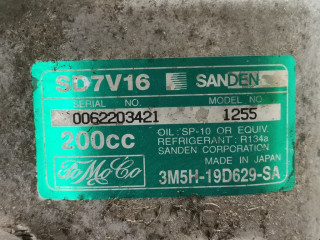 SD7V16 SANDEN
SERIAL NO. MODEL NO.
0062203421 1255
200cc
OIL: SP-10 OR EQUIV.
REFRIGERANT: R134a
SANDEN CORPORATION
FoMoCo
MADE IN JAPAN
3M5H-19D629-SA